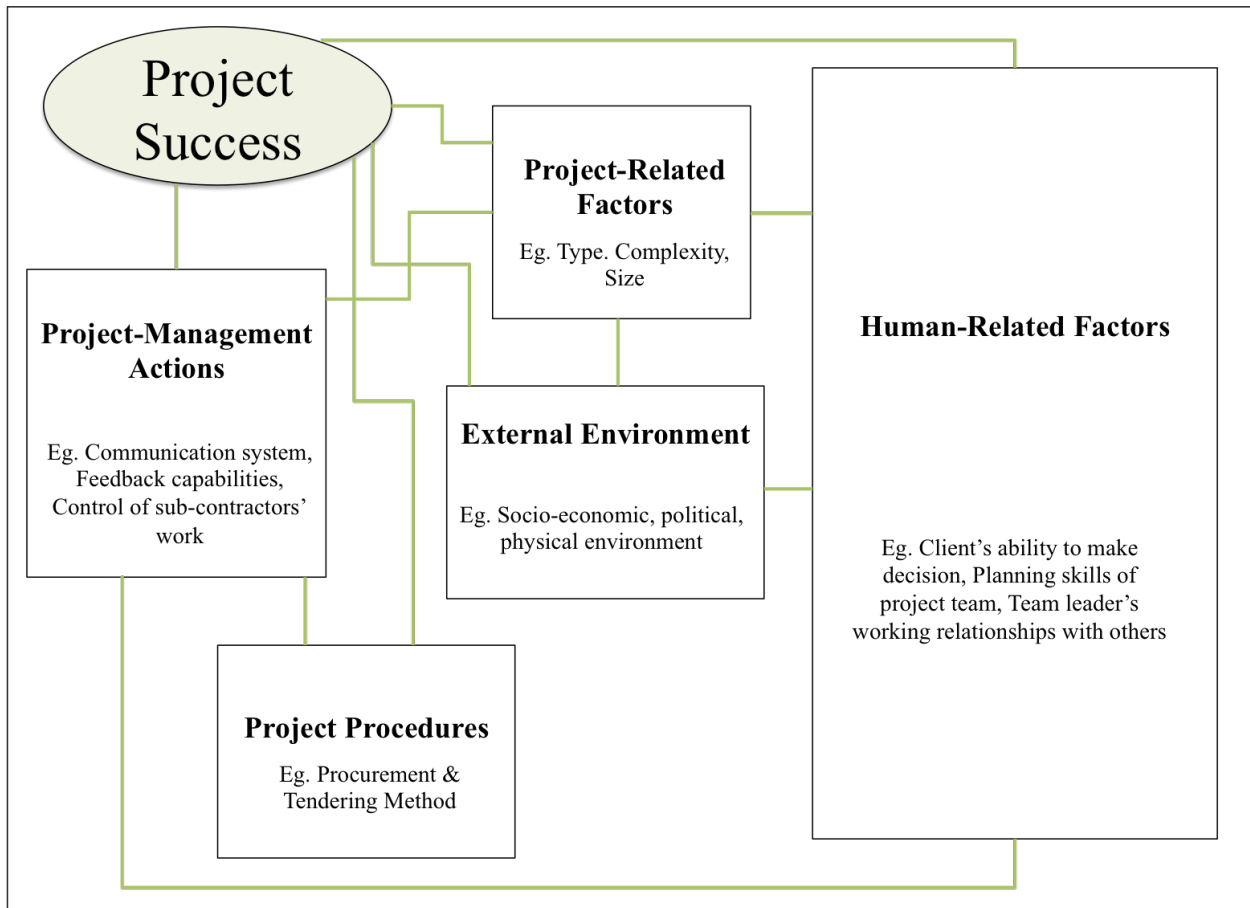 Project
Success
Project-Related
Factors
Eg. Type. Complexity,
Size
Project-Management
Actions
Eg. Communication system,
Feedback capabilities,
Control of sub-contractors’
work
External Environment
Eg. Socio-economic, political,
physical environment
Human-Related Factors
Eg. Client’s ability to make
decision, Planning skills of
project team, Team leader’s
working relationships with others
Project Procedures
Eg. Procurement &
Tendering Method